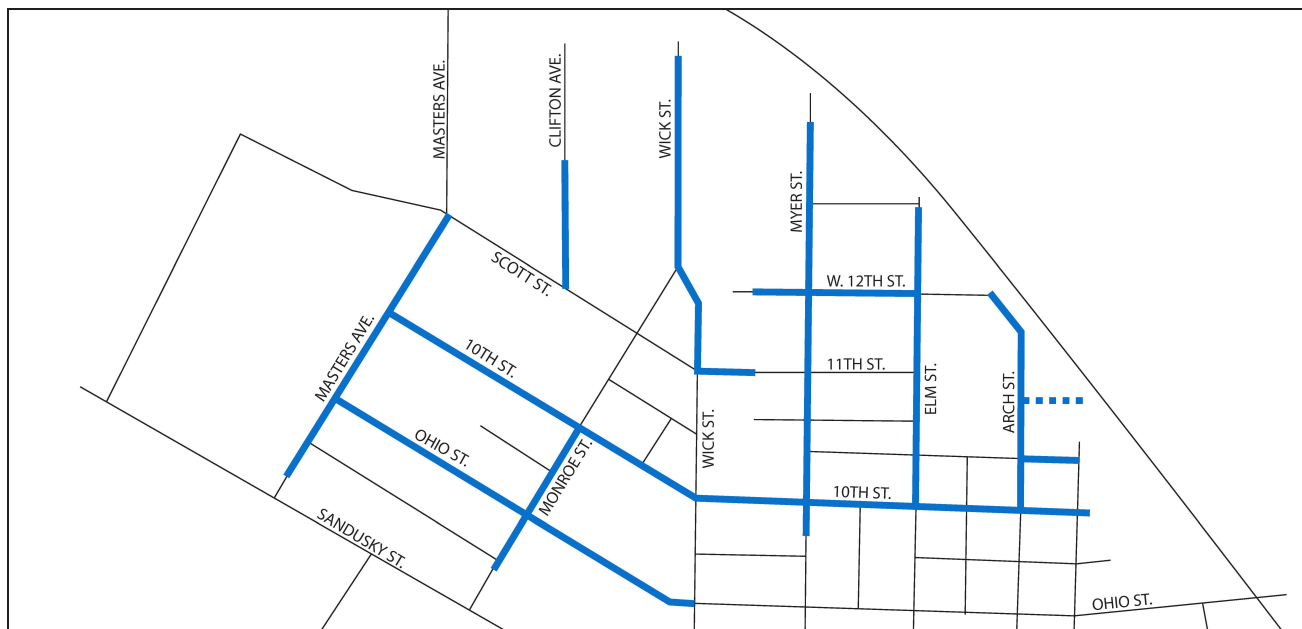 MASTERS AVE.
CLIFTON AVE.
WICK ST.
MYER ST.
SCOTT ST.
W. 12TH ST.
MASTERS AVE.
10TH ST.
11TH ST.
ELM ST.
ARCH ST.
OHIO ST.
MONROE ST.
WICK ST.
10TH ST.
SANDUSKY ST.
OHIO ST.